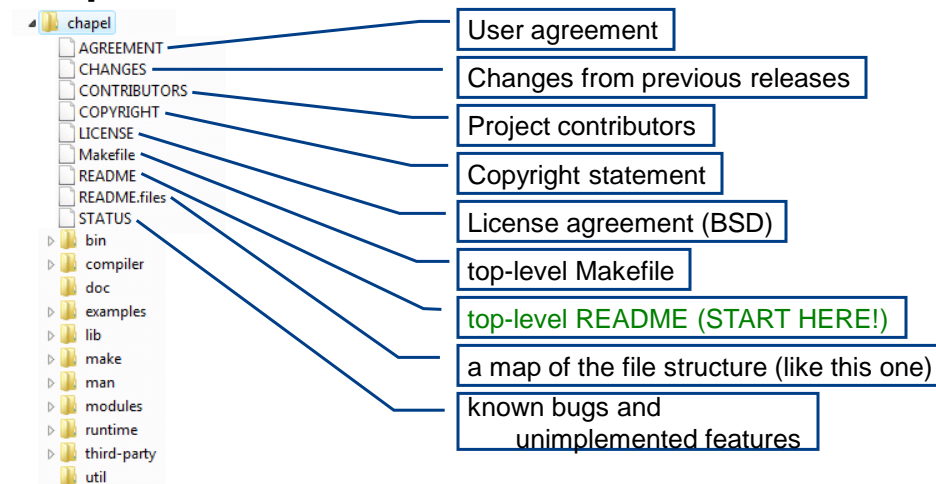 chapel
AGREEMENT
CHANGES
CONTRIBUTORS
COPYRIGHT
LICENSE
Makefile
README
README.files
STATUS
bin
compiler
doc
examples
lib
make
man
modules
runtime
third-party
util
User agreement
Changes from previous releases
Project contributors
Copyright statement
License agreement (BSD)
top-level Makefile
top-level README (START HERE!)
a map of the file structure (like this one)
known bugs and
unimplemented features